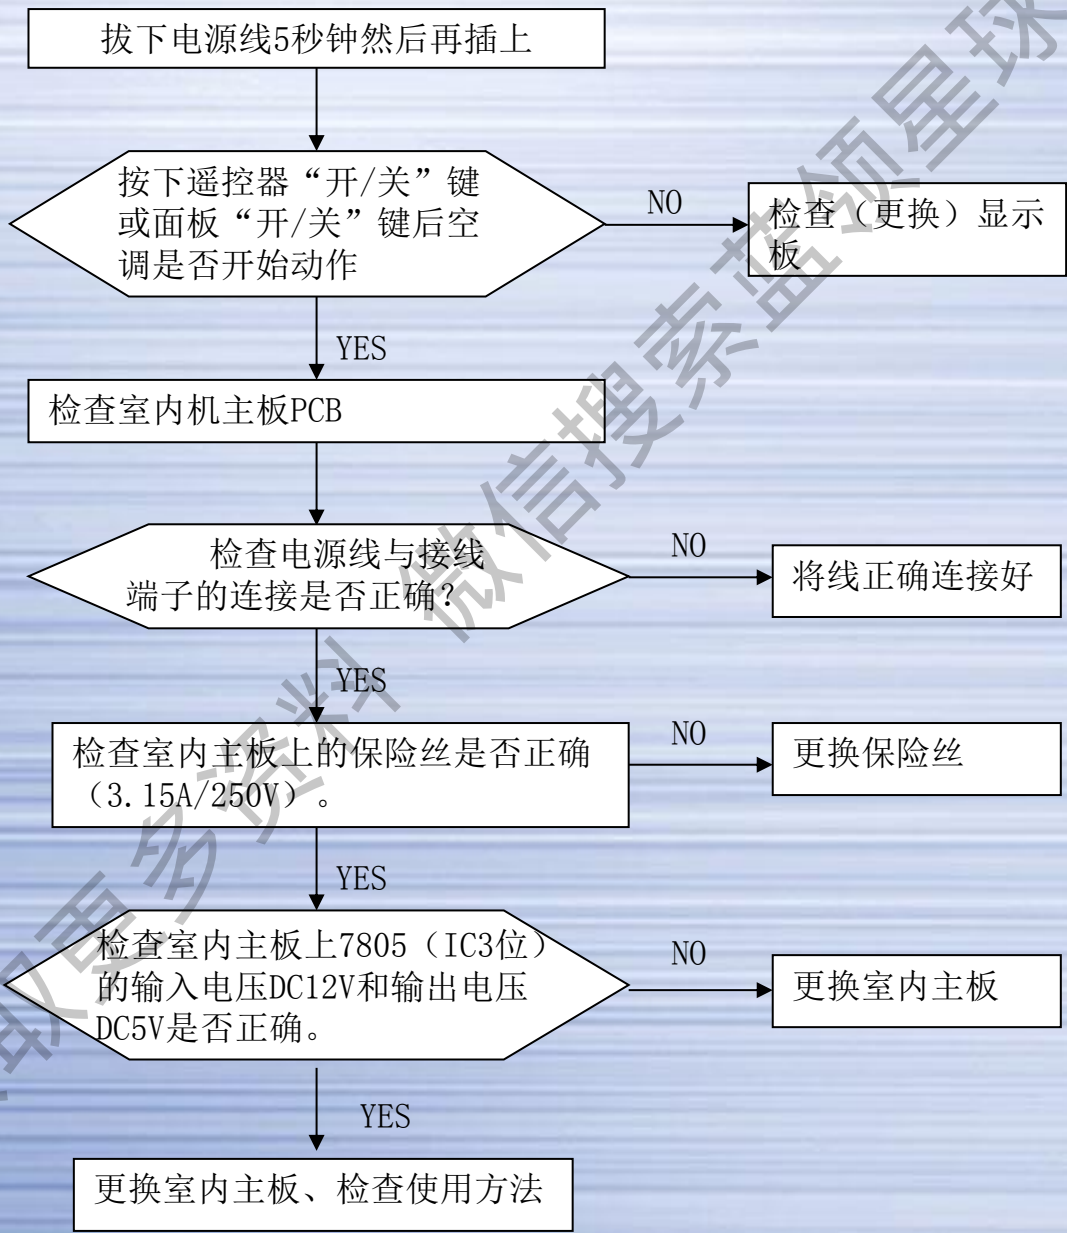 拔下电源线5秒钟然后再插上
按下遥控器“开/关”键
或面板“开/关”键后空
调是否开始动作
NO
检查（更换）显示
板
YES
检查室内机主板PCB
检查电源线与接线
端子的连接是否正确？
NO
将线正确连接好
YES
检查室内主板上的保险丝是否正确
（3.15A/250V）。
NO
更换保险丝
YES
检查室内主板上7805（IC3位）
的输入电压DC12V和输出电压
DC5V是否正确。
NO
更换室内主板
YES
更换室内主板、检查使用方法
取更多资料 微信搜索蓝领星球